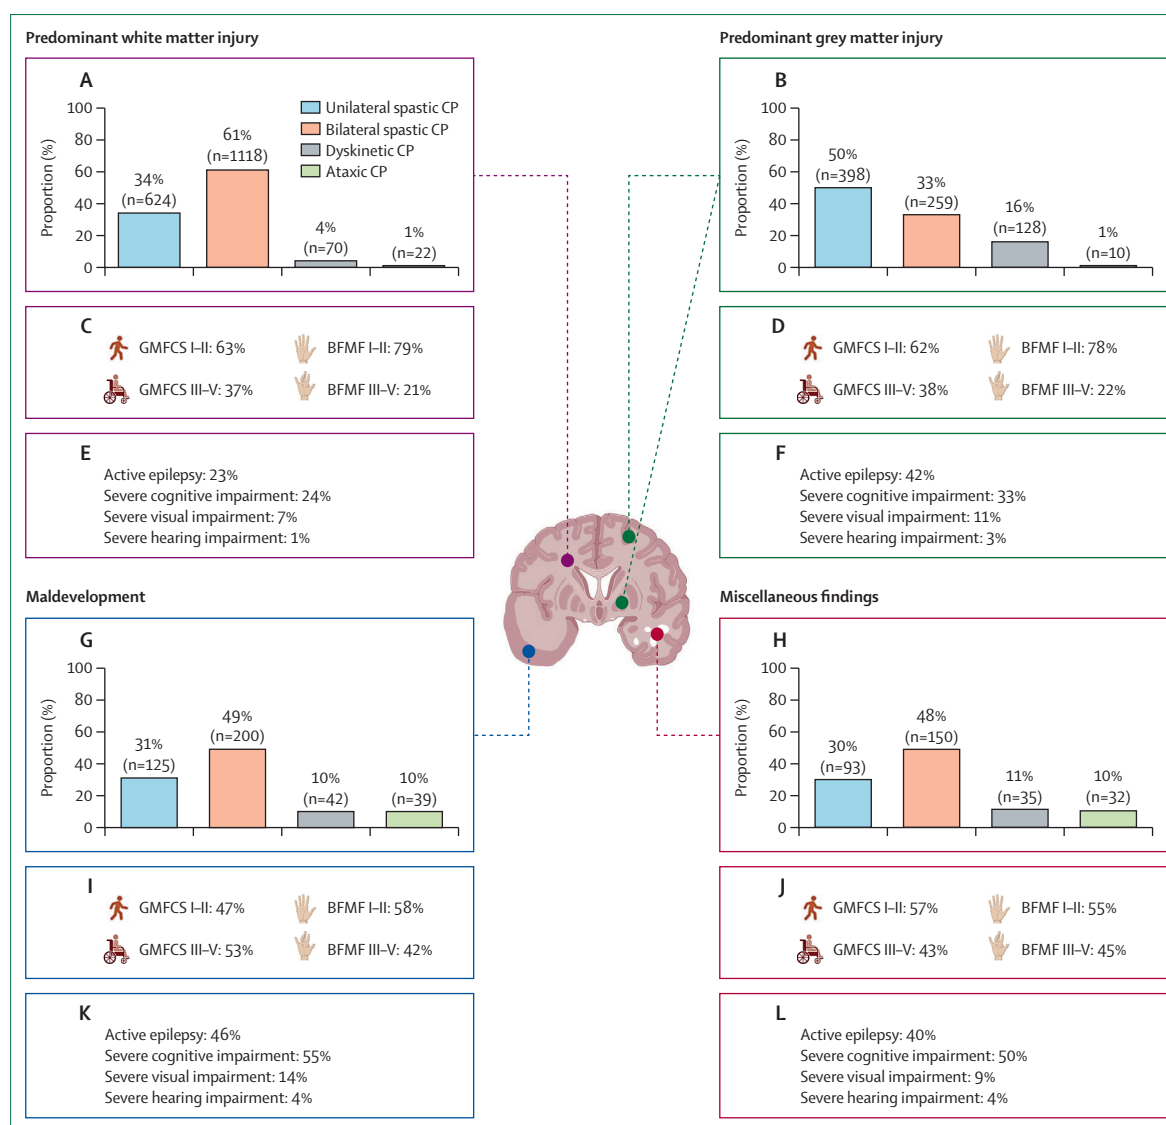 Predominant white matter injury
A
100
80
60
40
20
0
Proportion (%)
34%
(n=624)
61%
(n=1118)
4%
(n=70)
1%
(n=22)
Unilateral spastic CP
Bilateral spastic CP
Dyskinetic CP
Ataxic CP
C
GMFCS I–II: 63%
BFMF I–II: 79%
GMFCS III–V: 37%
BFMF III–V: 21%
E
Active epilepsy: 23%
Severe cognitive impairment: 24%
Severe visual impairment: 7%
Severe hearing impairment: 1%
Predominant grey matter injury
B
100
80
60
40
20
0
Proportion (%)
50%
(n=398)
33%
(n=259)
16%
(n=128)
1%
(n=10)
D
GMFCS I–II: 62%
BFMF I–II: 78%
GMFCS III–V: 38%
BFMF III–V: 22%
F
Active epilepsy: 42%
Severe cognitive impairment: 33%
Severe visual impairment: 11%
Severe hearing impairment: 3%
Maldevelopment
G
100
80
60
40
20
0
Proportion (%)
31%
(n=125)
49%
(n=200)
10%
(n=42)
10%
(n=39)
I
GMFCS I–II: 47%
BFMF I–II: 58%
GMFCS III–V: 53%
BFMF III–V: 42%
K
Active epilepsy: 46%
Severe cognitive impairment: 55%
Severe visual impairment: 14%
Severe hearing impairment: 4%
Miscellaneous findings
H
100
80
60
40
20
0
Proportion (%)
30%
(n=93)
48%
(n=150)
11%
(n=35)
10%
(n=32)
J
GMFCS I–II: 57%
BFMF I–II: 55%
GMFCS III–V: 43%
BFMF III–V: 45%
L
Active epilepsy: 40%
Severe cognitive impairment: 50%
Severe visual impairment: 9%
Severe hearing impairment: 4%